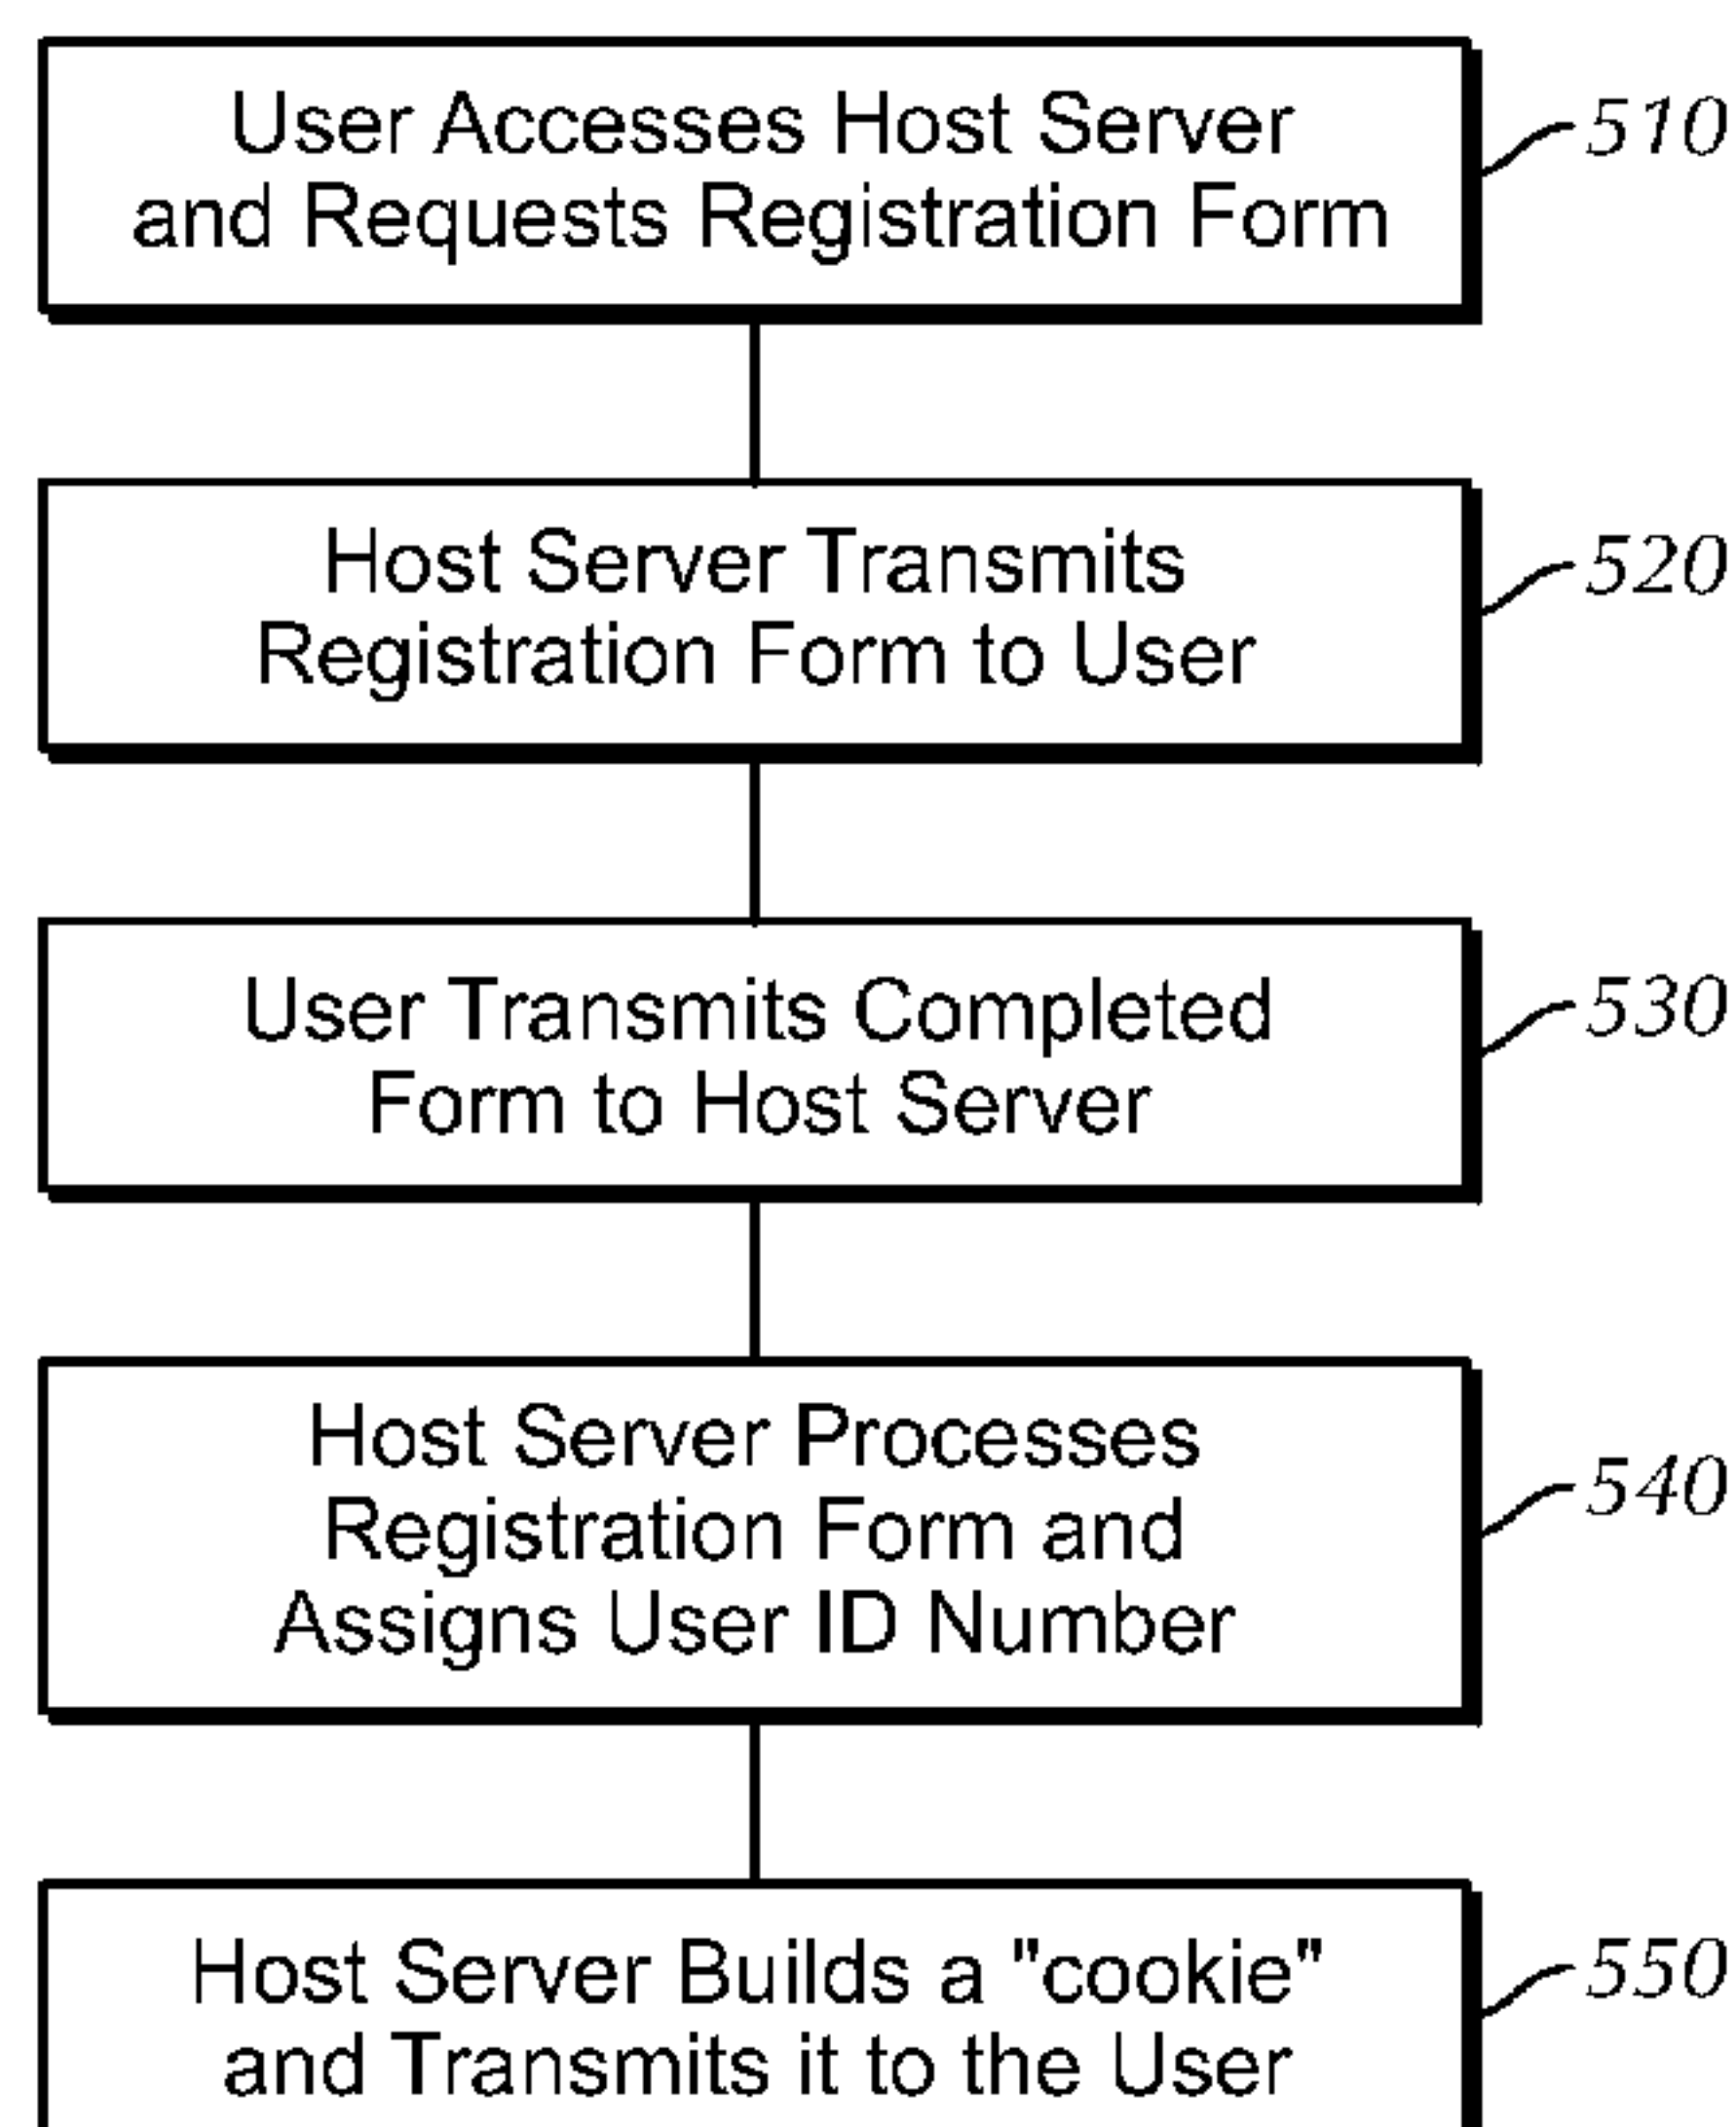 User Accesses Host Server
and Requests Registration Form
510
Host Server Transmits
Registration Form to User
520
User Transmits Completed
Form to Host Server
530
Host Server Processes
Registration Form and
Assigns User ID Number
540
Host Server Builds a "cookie"
and Transmits it to the User
550